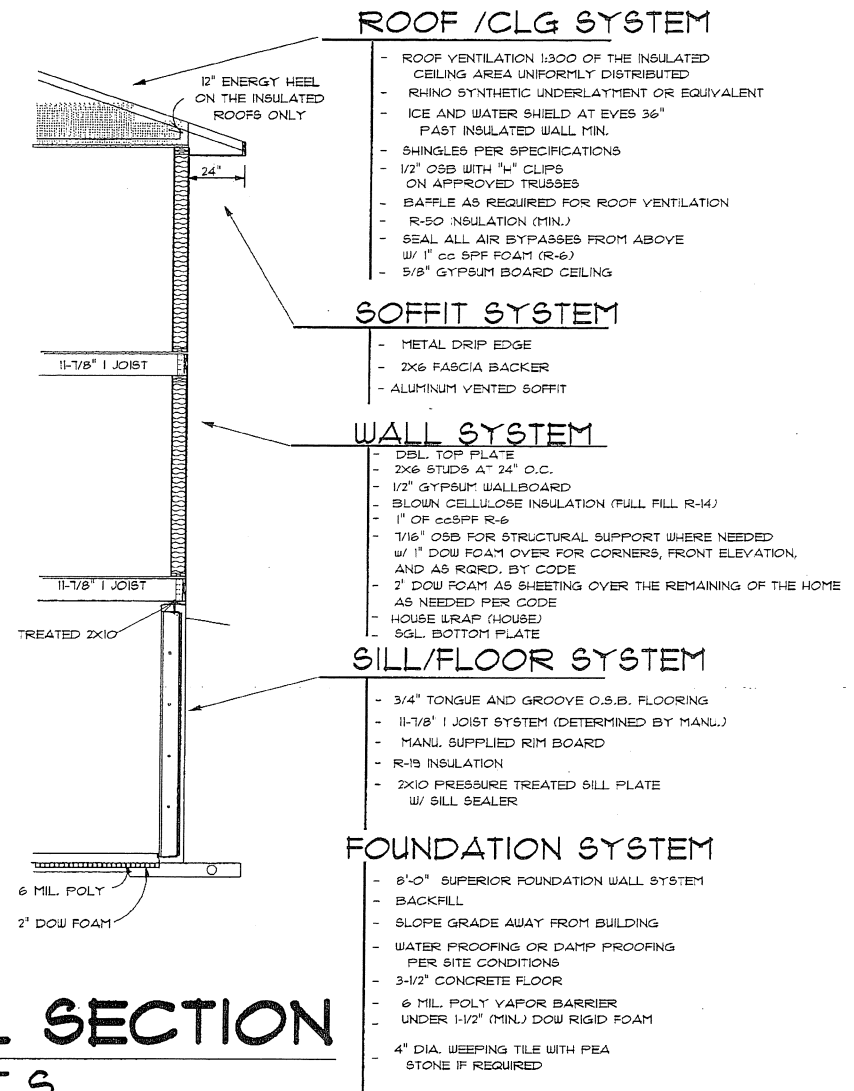 ROOF /CLG SYSTEM
- ROOF VENTILATION 1:300 OF THE INSULATED
CEILING AREA UNIFORMLY DISTRIBUTED
- RHINO SYNTHETIC UNDERLAYMENT OR EQUIVALENT
- ICE AND WATER SHIELD AT EVES 36"
PAST INSULATED WALL MIN.
- SHINGLES PER SPECIFICATIONS
- 1/2" OSB WITH "H" CLIPS
ON APPROVED TRUSSES
- BAFFLE AS REQUIRED FOR ROOF VENTILATION
- R-50 INSULATION (MIN.)
- SEAL ALL AIR BYPASSES FROM ABOVE
W/ 1" cc SPF FOAM (R-6)
- 5/8" GYPSUM BOARD CEILING
12" ENERGY HEEL
ON THE INSULATED
ROOFS ONLY
24"
SOFFIT SYSTEM
- METAL DRIP EDGE
- 2X6 FASCIA BACKER
- ALUMINUM VENTED SOFFIT
11-7/8" I JOIST
WALL SYSTEM
- DBL. TOP PLATE
- 2X6 STUDS AT 24" O.C.
- 1/2" GYPSUM WALLBOARD
- BLOWN CELLULOSE INSULATION (FULL FILL R-14)
- 1" OF ccSPF R-6
- 7/16" OSB FOR STRUCTURAL SUPPORT WHERE NEEDED
w/ 1" DOW FOAM OVER FOR CORNERS, FRONT ELEVATION,
AND AS RQRD. BY CODE
- 2' DOW FOAM AS SHEETING OVER THE REMAINING OF THE HOME
AS NEEDED PER CODE
- HOUSE WRAP (HOUSE)
- SGL. BOTTOM PLATE
11-7/8" I JOIST
TREATED 2X10
SILL/FLOOR SYSTEM
- 3/4" TONGUE AND GROOVE O.S.B. FLOORING
- 11-7/8' I JOIST SYSTEM (DETERMINED BY MANU.)
- MANU. SUPPLIED RIM BOARD
- R-19 INSULATION
- 2X10 PRESSURE TREATED SILL PLATE
W/ SILL SEALER
FOUNDATION SYSTEM
- 8'-0" SUPERIOR FOUNDATION WALL SYSTEM
- BACKFILL
- SLOPE GRADE AWAY FROM BUILDING
- WATER PROOFING OR DAMP PROOFING
PER SITE CONDITIONS
- 3-1/2" CONCRETE FLOOR
- 6 MIL. POLY VAPOR BARRIER
- UNDER 1-1/2" (MIN.) DOW RIGID FOAM
- 4" DIA. WEEPING TILE WITH PEA
STONE IF REQUIRED
6 MIL. POLY
2" DOW FOAM
SECTION